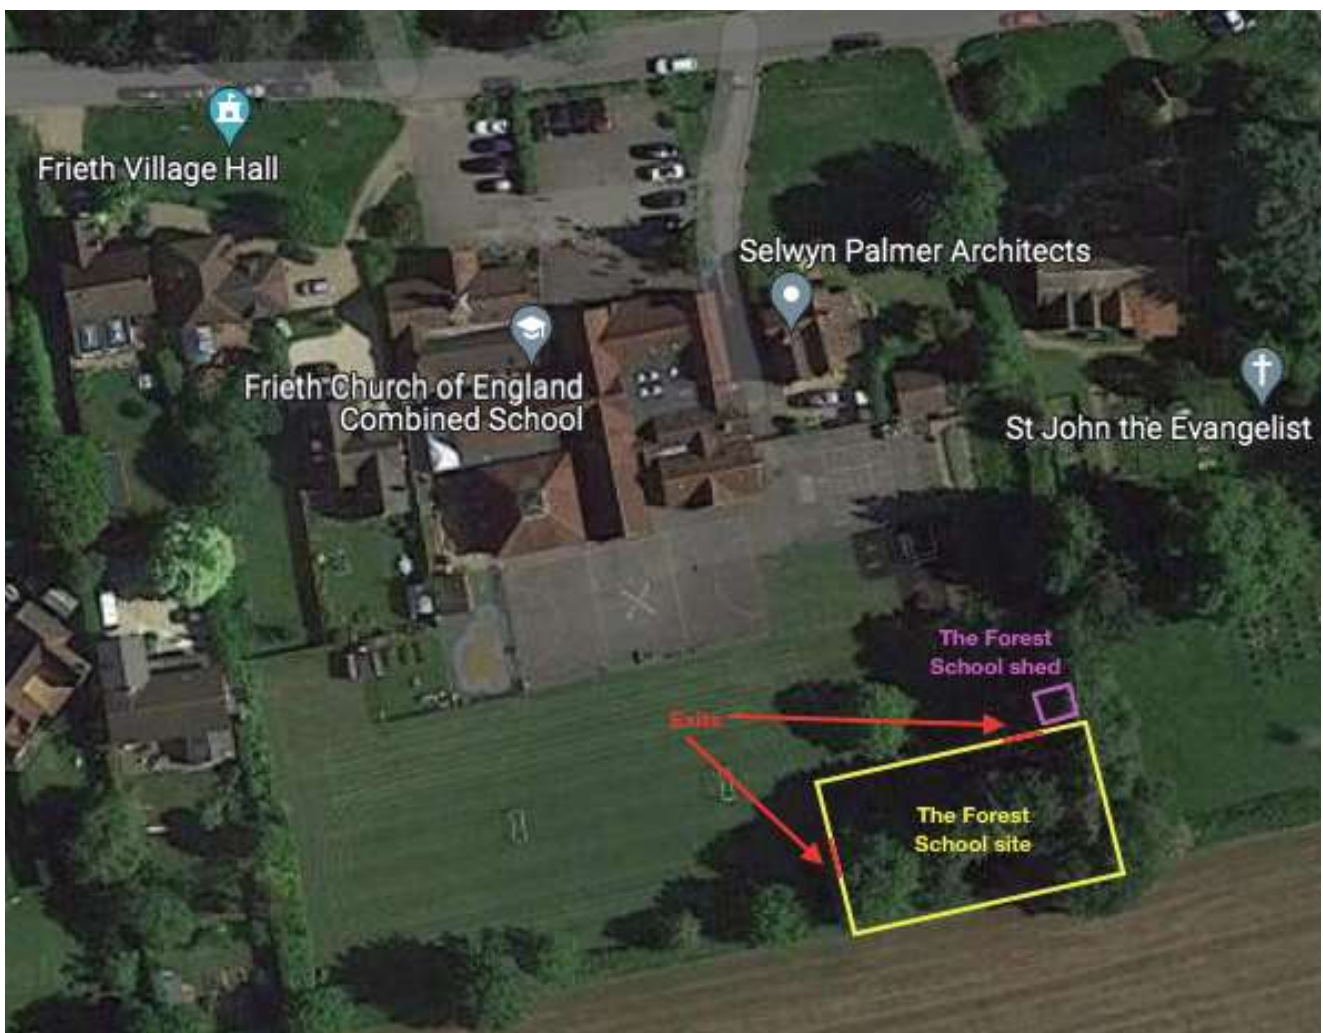 Frieth Village Hall
Selwyn Palmer Architects
Frieth Church of England
Combined School
St John the Evangelist
The Forest
School shed
Exits
The Forest
School site